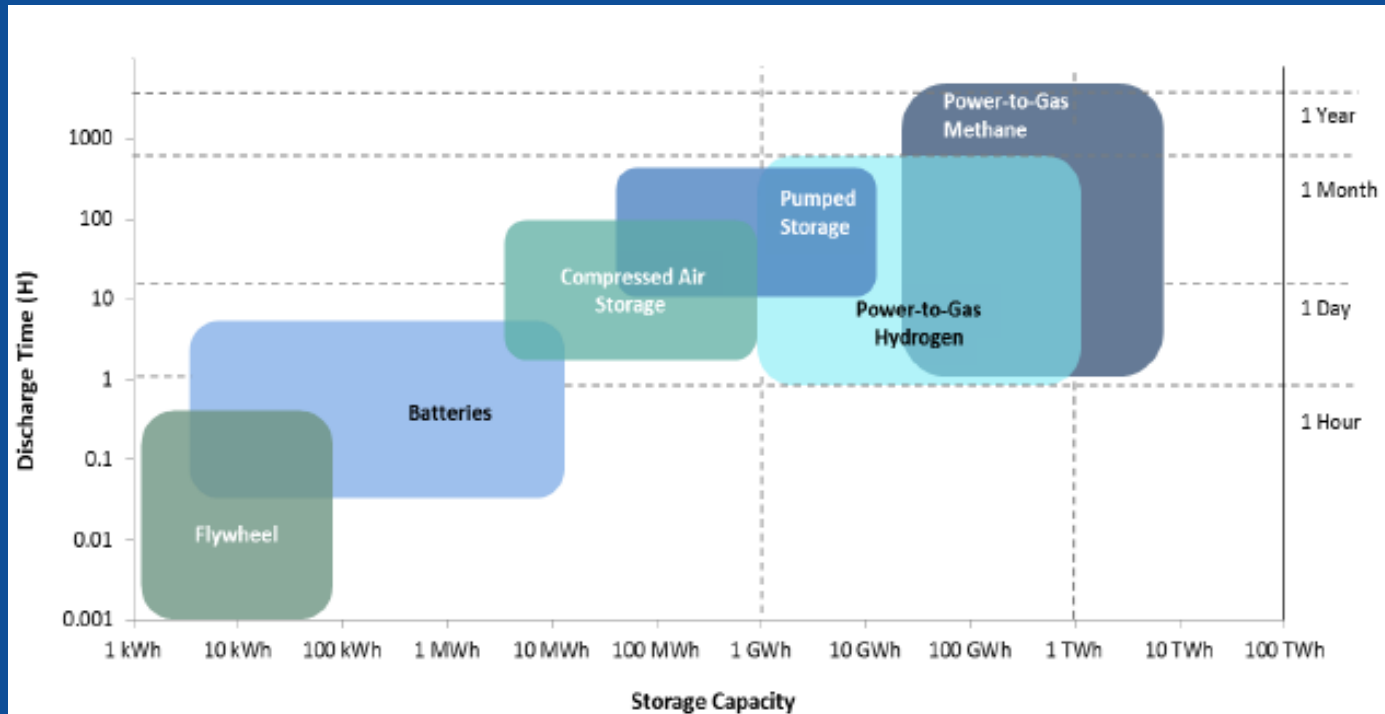 Power-to-Gas
Methane
1 Year
1000
1 Month
Pumped
Storage
100
Compressed Air
Storage
10
Power-to-Gas
Hydrogen
1 Day
Discharge Time (H)
1
Batteries
1 Hour
0.1
Flywheel
0.01
0.001
1 kWh 10 kWh 100 kWh 1 MWh 10 MWh 100 MWh 1 GWh 10 GWh 100 GWh 1 TWh 10 TWh 100 TWh
Storage Capacity